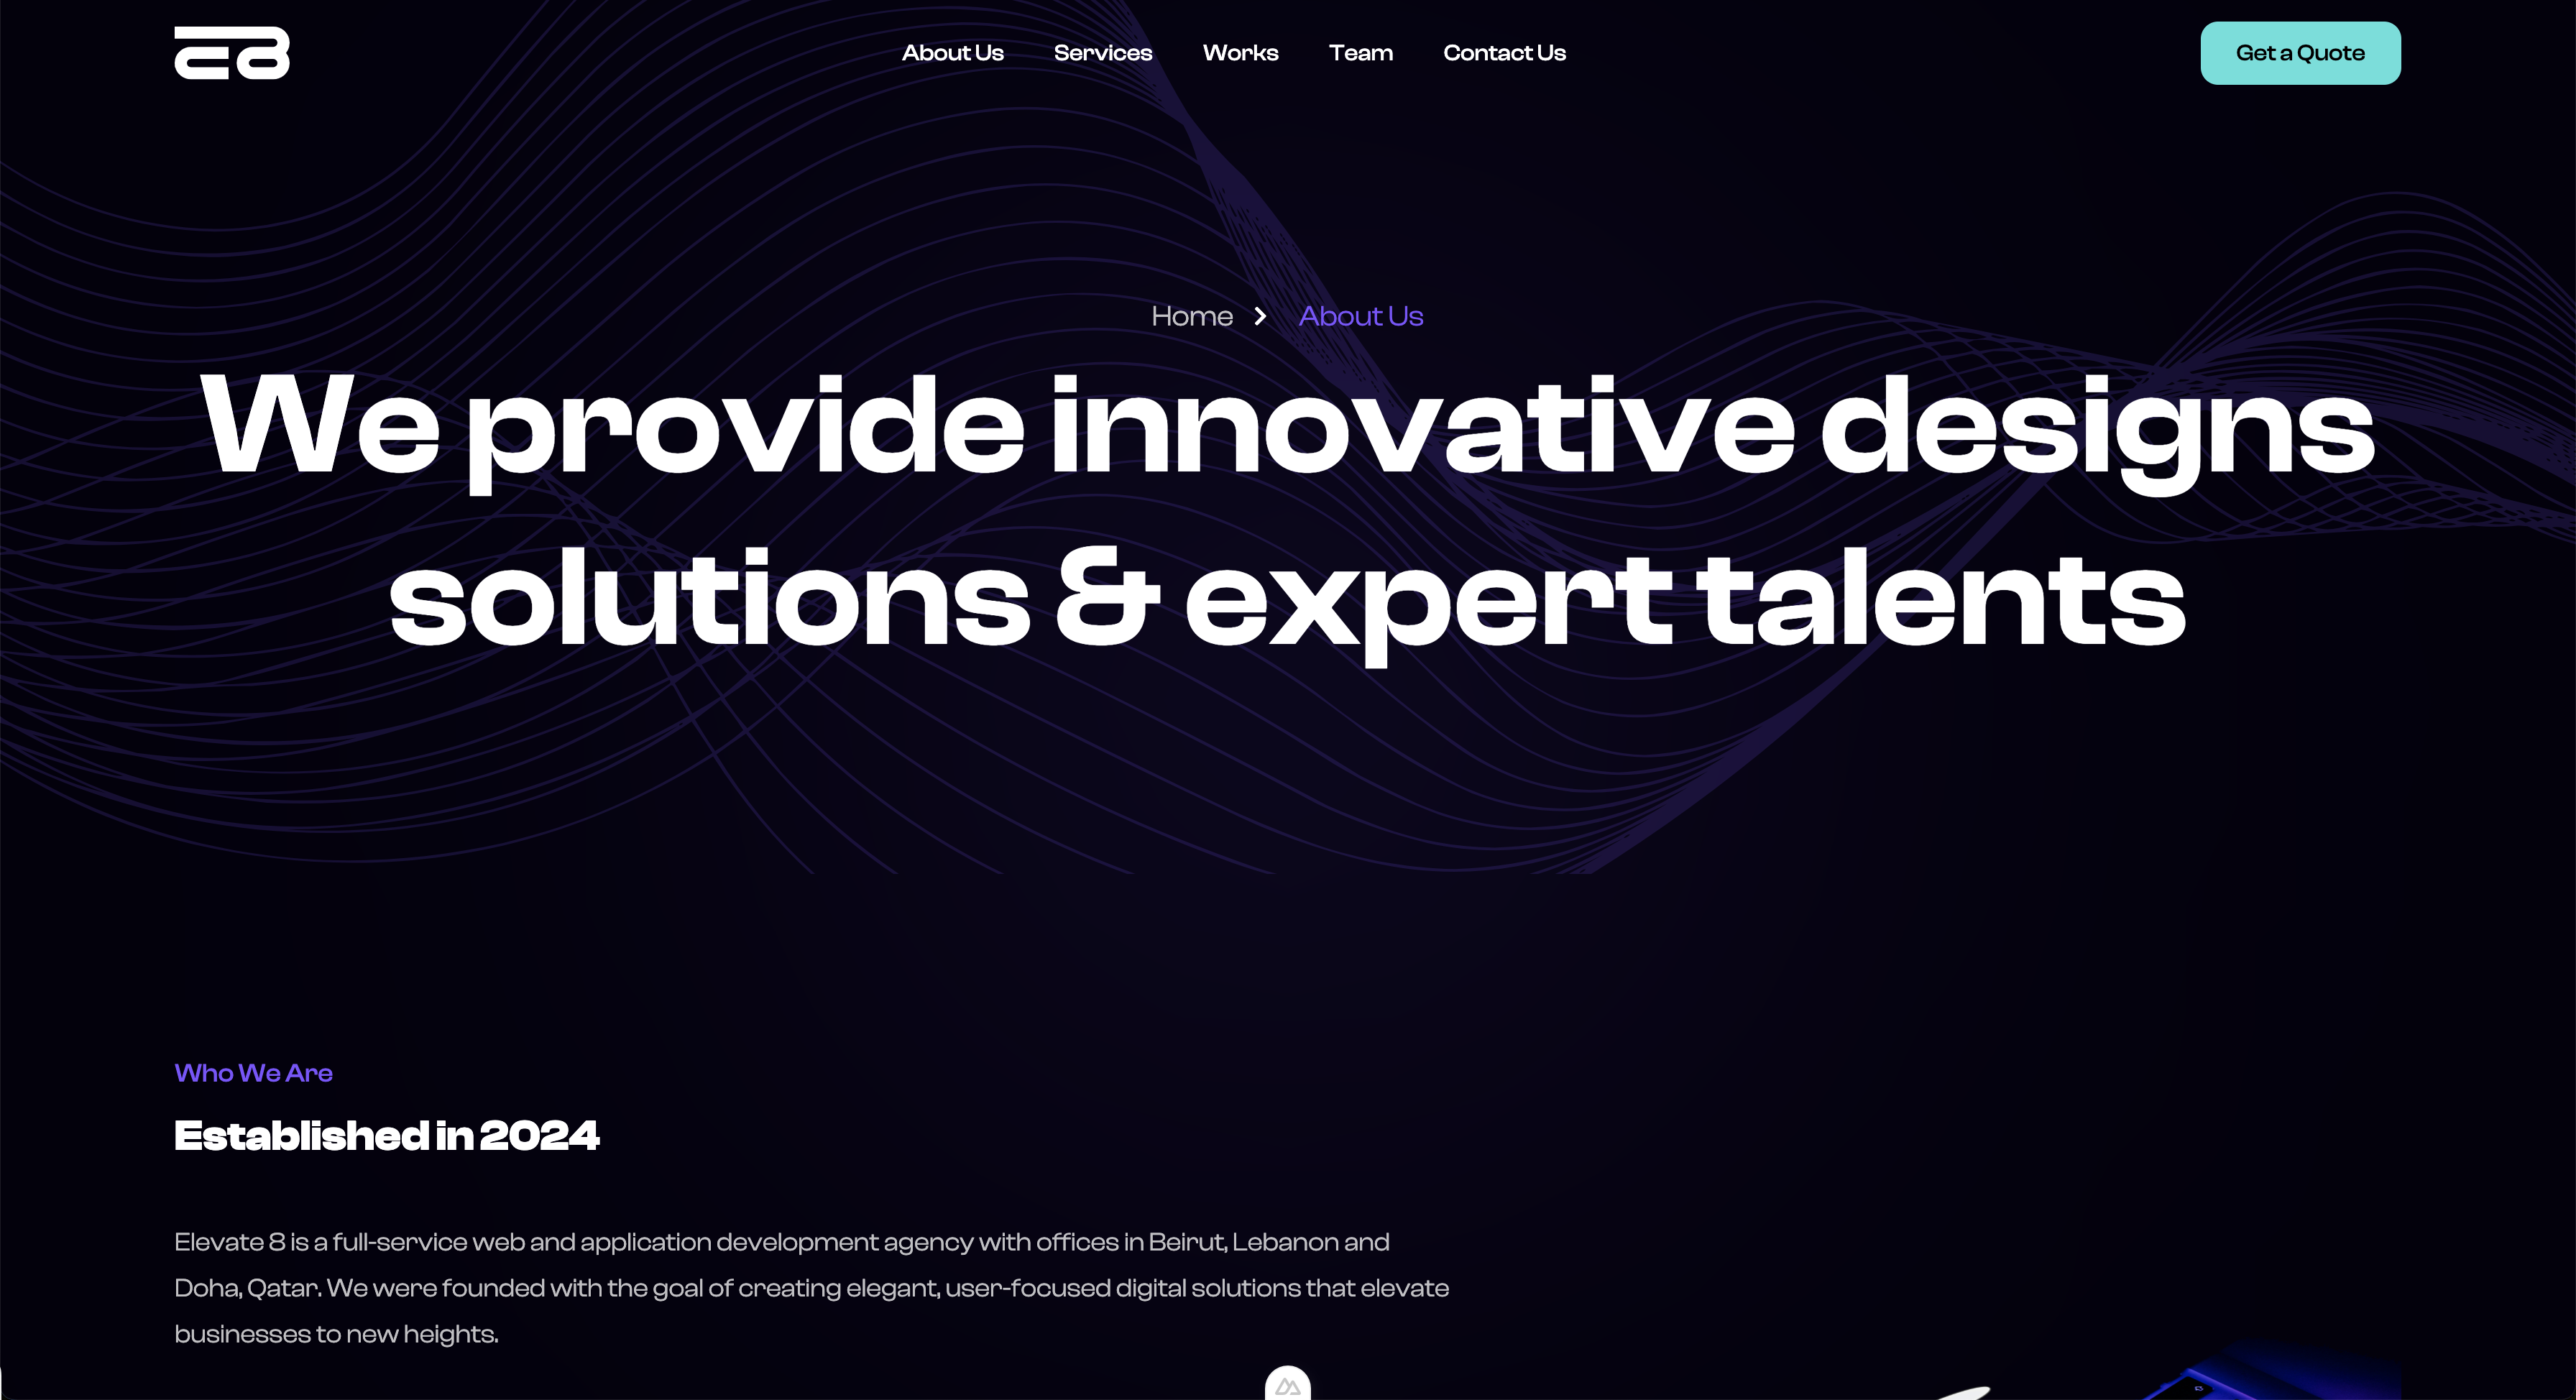 E8
About Us
Services
Works
Team
Contact Us
Get a Quote
Home
About Us
We provide innovative designs
solutions & expert talents
Who We Are
Established in 2024
Elevate 8 is a full-service web and application development agency with offices in Beirut, Lebanon and
Doha, Qatar. We were founded with the goal of creating elegant, user-focused digital solutions that elevate
businesses to new heights.